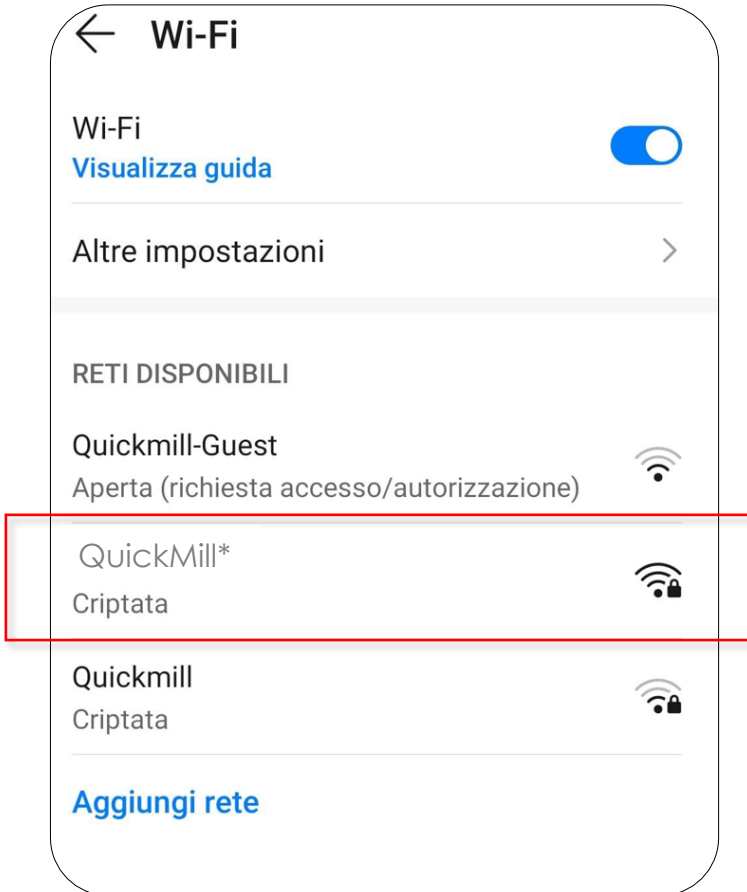 Wi-Fi
Wi-Fi
Visualizza guida
Altre impostazioni
RETI DISPONIBILI
Quickmill-Guest
Aperta (richiesta accesso/autorizzazione)
QuickMill*
Criptata
Quickmill
Criptata
Aggiungi rete